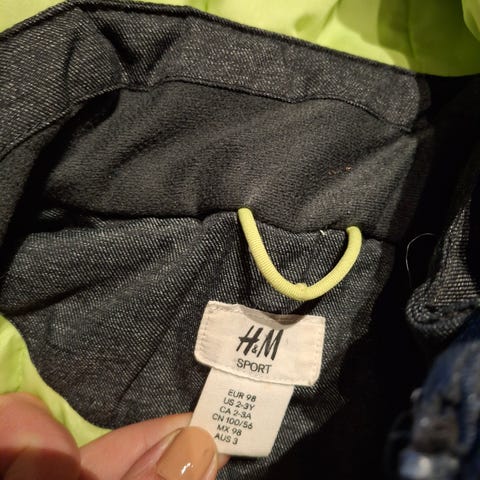 H&M
SPORT
EUR 98
US 2-3Y
CA 2-3A
CN 100/56
MX 98
AUS 3